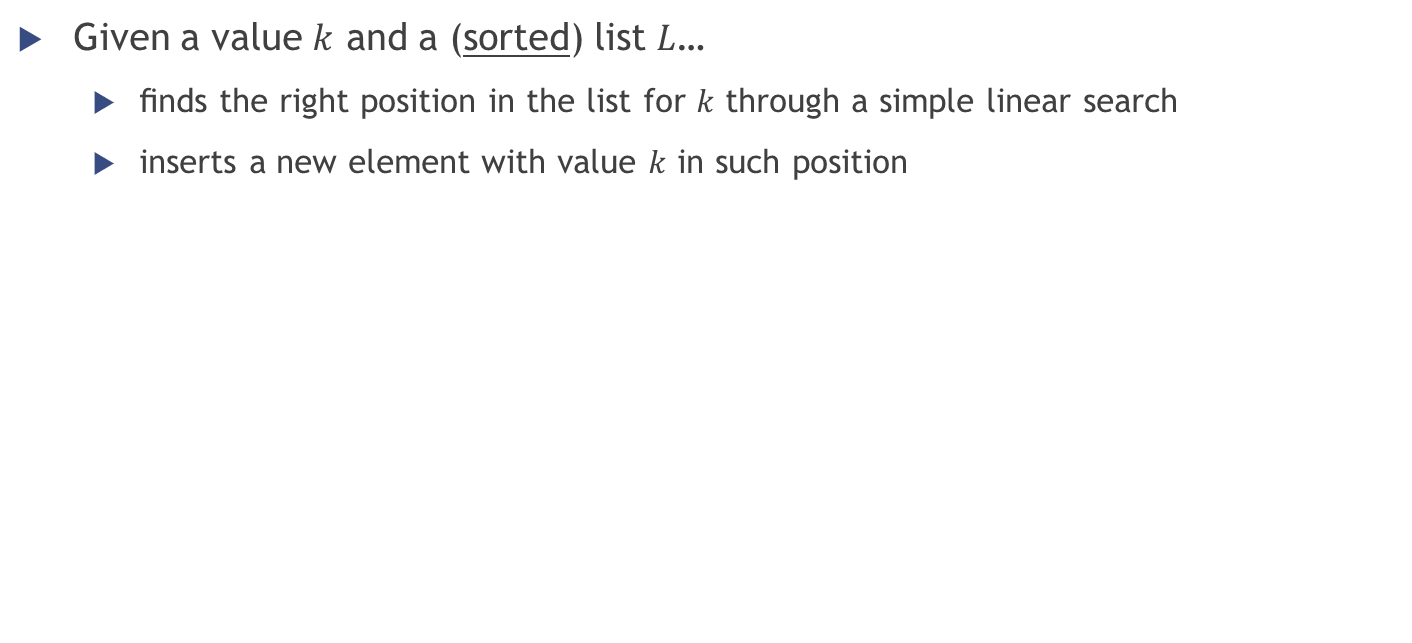 Given a value k and a (sorted) list L...
finds the right position in the list for k through a simple linear search
inserts a new element with value k in such position